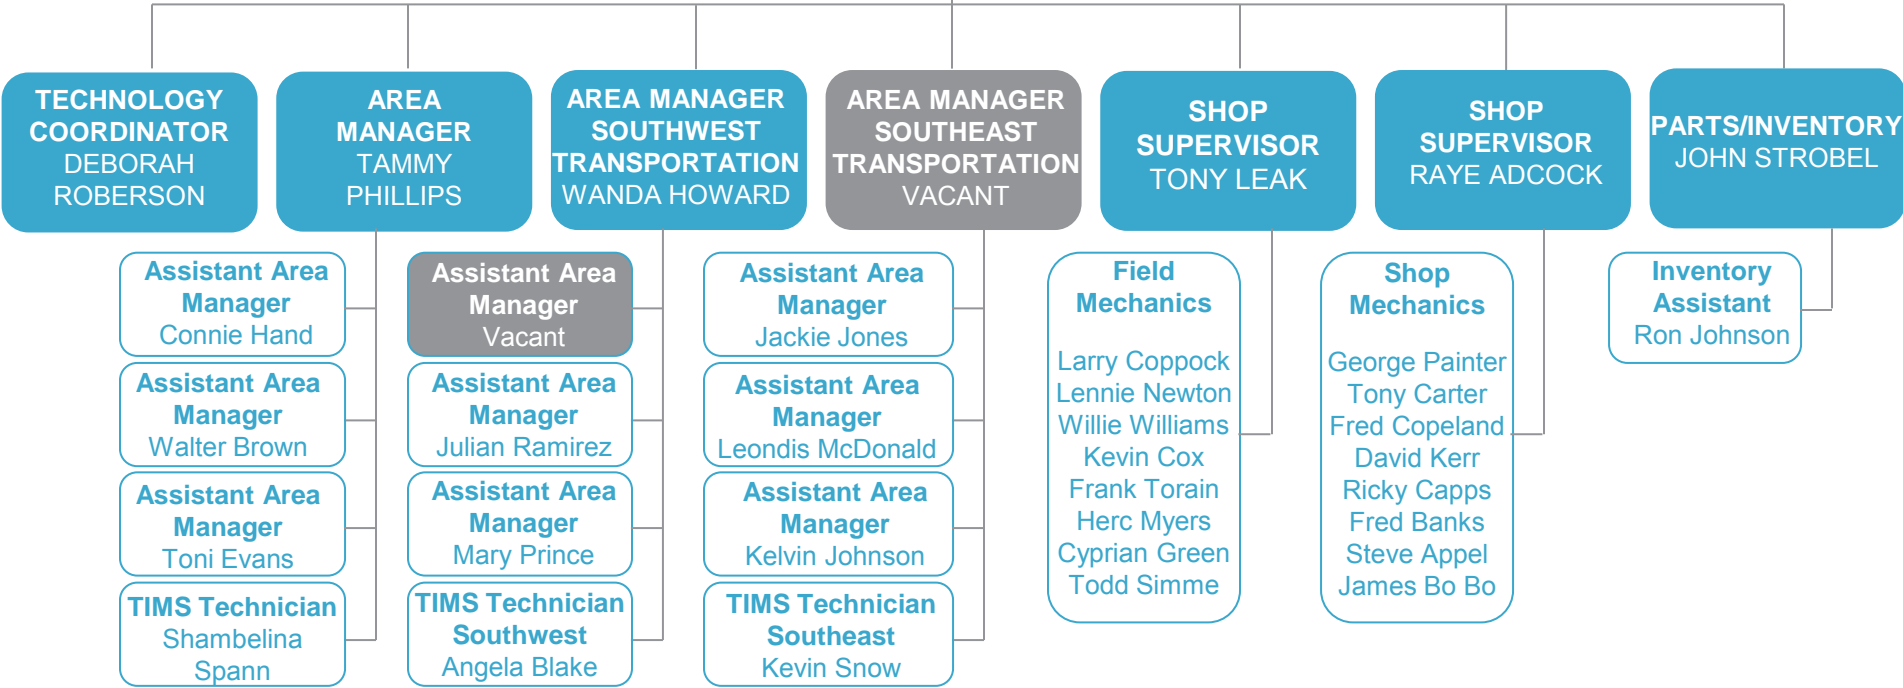 TECHNOLOGY
COORDINATOR
DEBORAH
ROBERSON
AREA
MANAGER
TAMMY
PHILLIPS
AREA MANAGER
SOUTHWEST
TRANSPORTATION
WANDA HOWARD
AREA MANAGER
SOUTHEAST
TRANSPORTATION
VACANT
SHOP
SUPERVISOR
TONY LEAK
SHOP
SUPERVISOR
RAYE ADCOCK
PARTS/INVENTORY
JOHN STROBEL
Assistant Area
Manager
Connie Hand
Assistant Area
Manager
Walter Brown
Assistant Area
Manager
Toni Evans
TIMS Technician
Shambelina
Spann
Assistant Area
Manager
Vacant
Assistant Area
Manager
Julian Ramirez
Assistant Area
Manager
Mary Prince
TIMS Technician
Southwest
Angela Blake
Assistant Area
Manager
Jackie Jones
Assistant Area
Manager
Leondis McDonald
Assistant Area
Manager
Kelvin Johnson
TIMS Technician
Southeast
Kevin Snow
Field
Mechanics
Larry Coppock
Lennie Newton
Willie Williams
Kevin Cox
Frank Torain
Herc Myers
Cyprian Green
Todd Simme
Shop
Mechanics
George Painter
Tony Carter
Fred Copeland
David Kerr
Ricky Capps
Fred Banks
Steve Appel
James Bo Bo
Inventory
Assistant
Ron Johnson